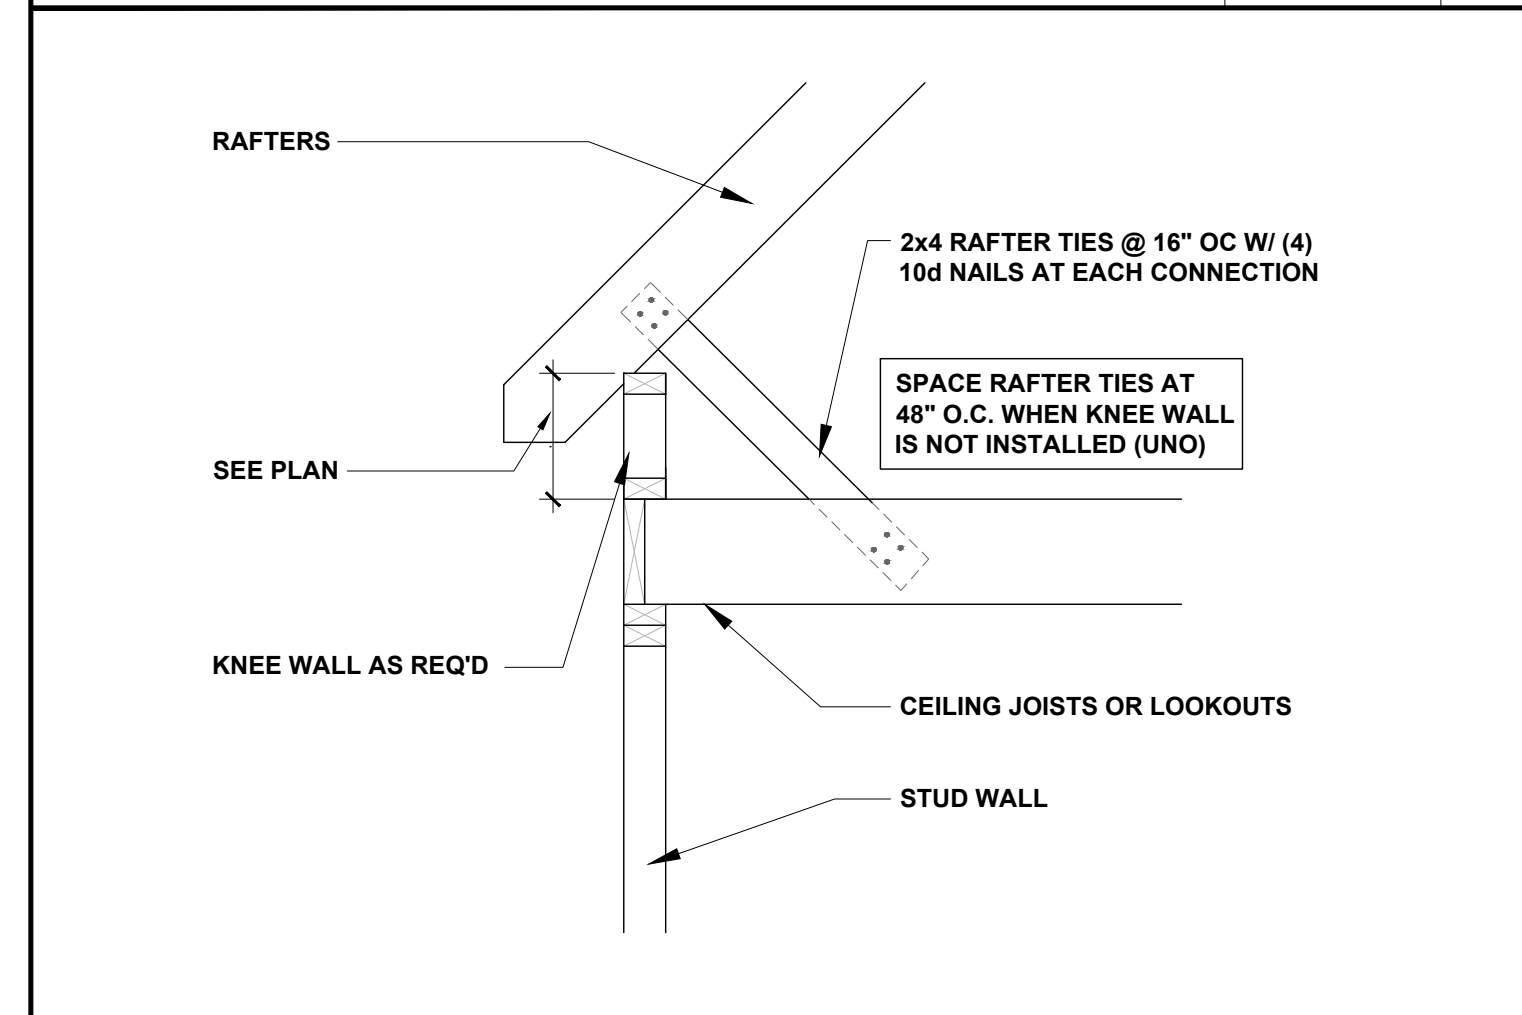 RAFTERS
2x4 RAFTER TIES @ 16" OC W/ (4)
10d NAILS AT EACH CONNECTION
SPACE RAFTER TIES AT
48" O.C. WHEN KNEE WALL
IS NOT INSTALLED (UNO)
SEE PLAN
KNEE WALL AS REQ'D
CEILING JOISTS OR LOOKOUTS
STUD WALL